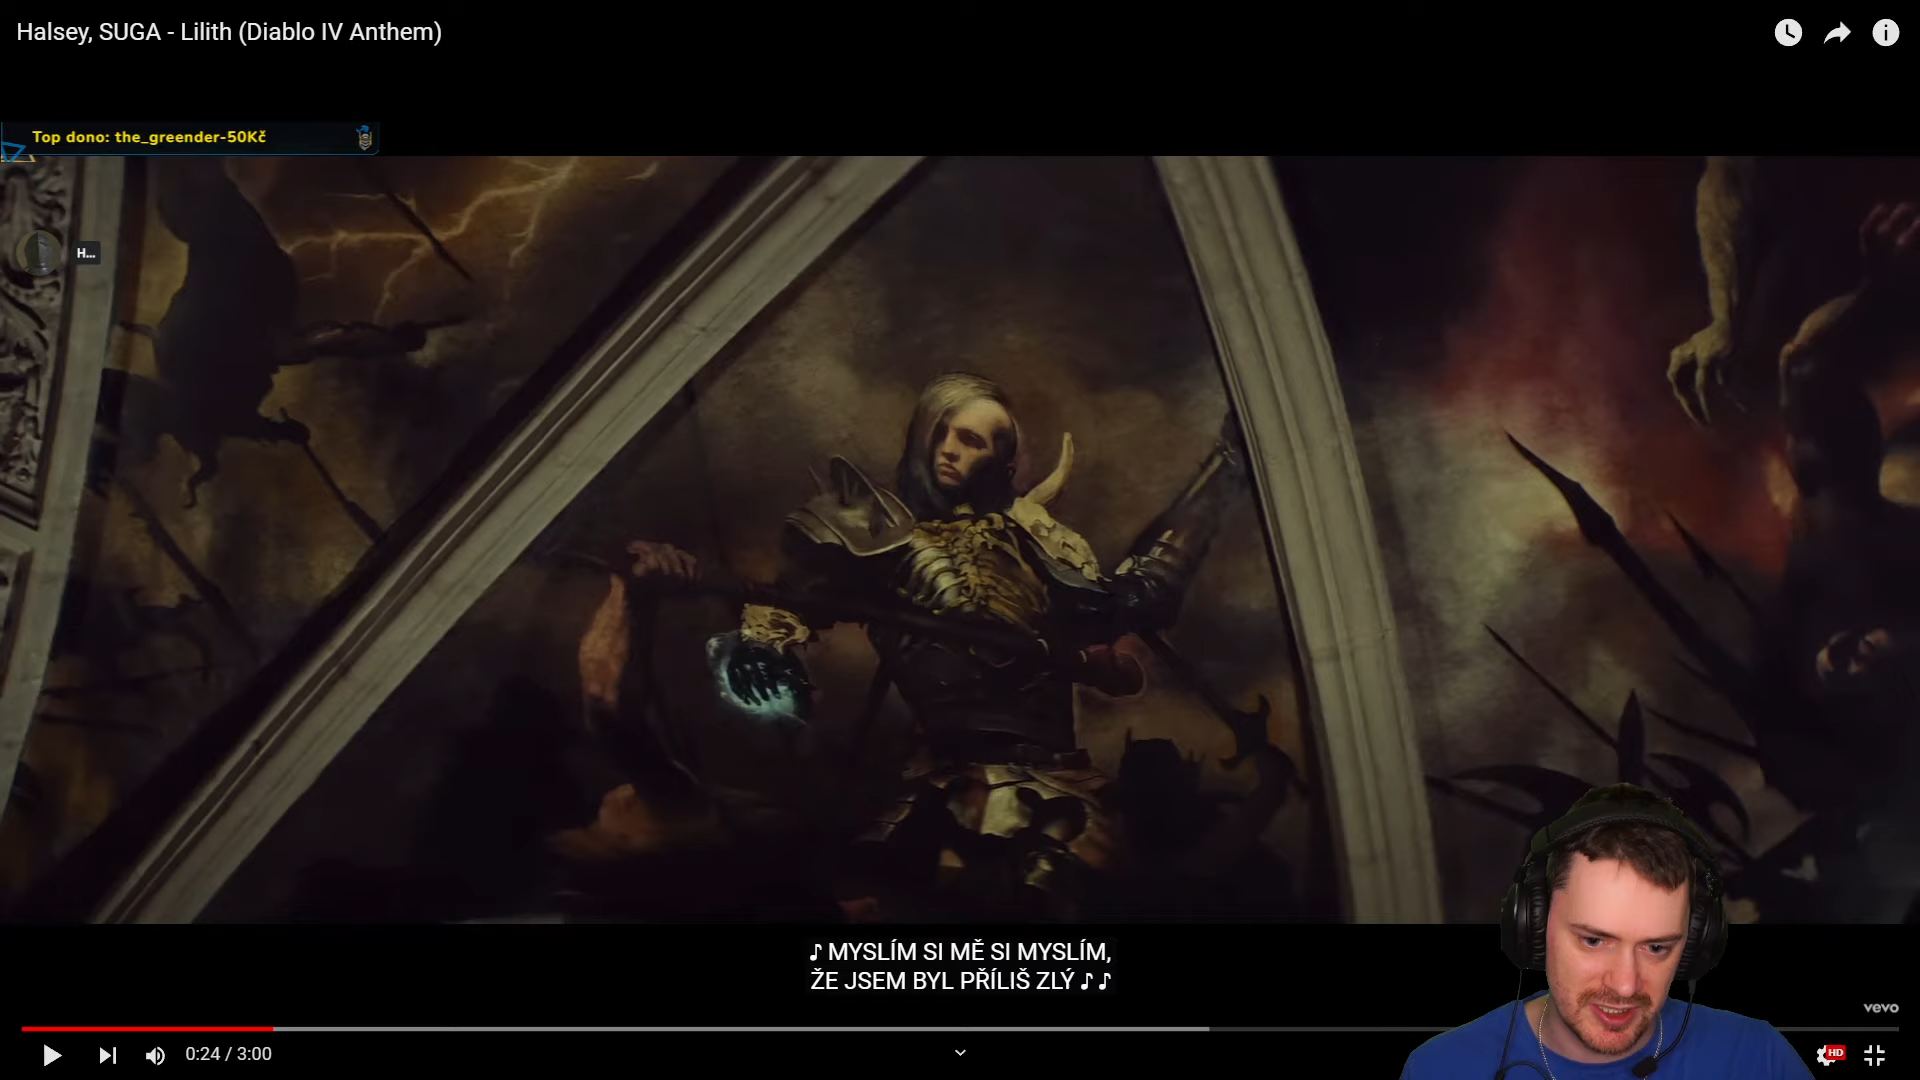 Halsey, SUGA - Lilith (Diablo IV Anthem)
Top dono: the_greender-50Kč
H...
♪ MYSLÍM SI MĚ SI MYSLÍM,
ŽE JSEM BYL PŘÍLIŠ ZLÝ ♪ ♪
vevo
0:24 / 3:00
HD